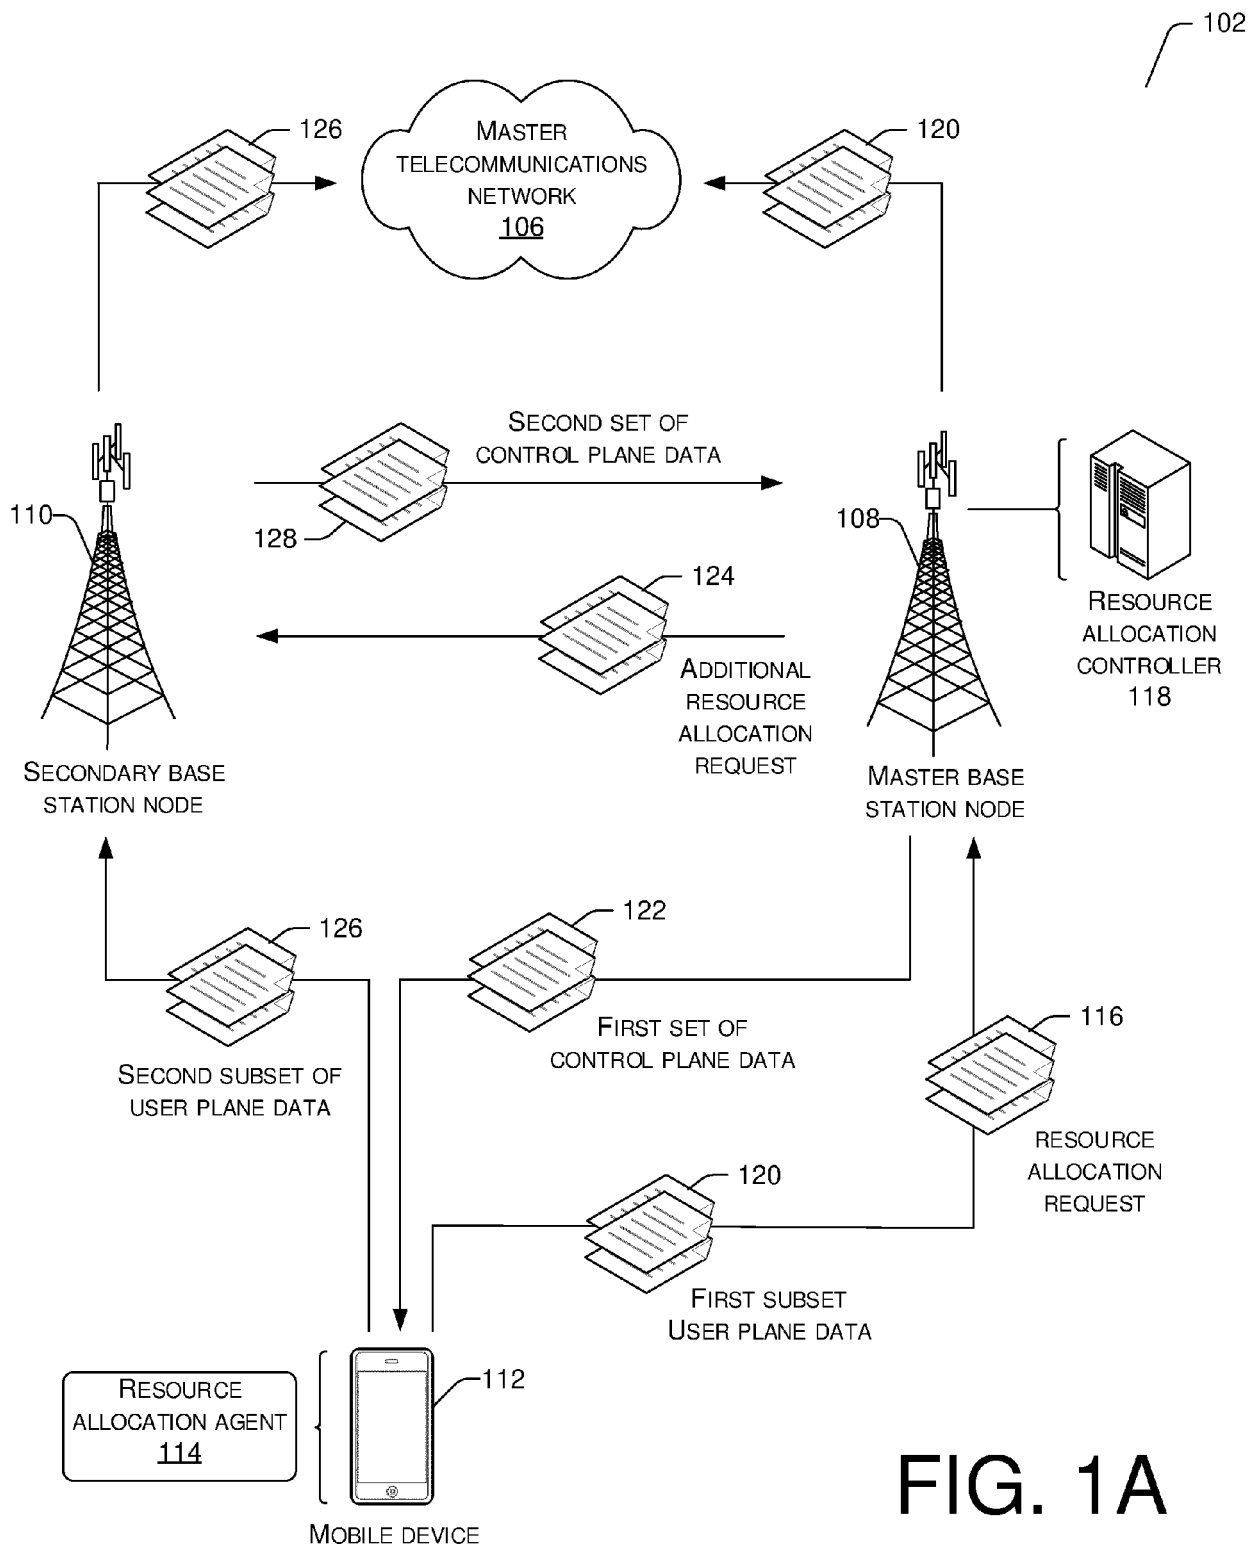 102
126
MASTER
TELECOMMUNICATIONS
NETWORK
106
120
SECOND SET OF
CONTROL PLANE DATA
110
128
108
124
ADDITIONAL
RESOURCE
ALLOCATION
REQUEST
RESOURCE
ALLOCATION
CONTROLLER
118
SECONDARY BASE
STATION NODE
MASTER BASE
STATION NODE
126
122
116
SECOND SUBSET OF
USER PLANE DATA
FIRST SET OF
CONTROL PLANE DATA
RESOURCE
ALLOCATION
REQUEST
120
FIRST SUBSET
USER PLANE DATA
RESOURCE
ALLOCATION AGENT
114
112
MOBILE DEVICE
FIG. 1A